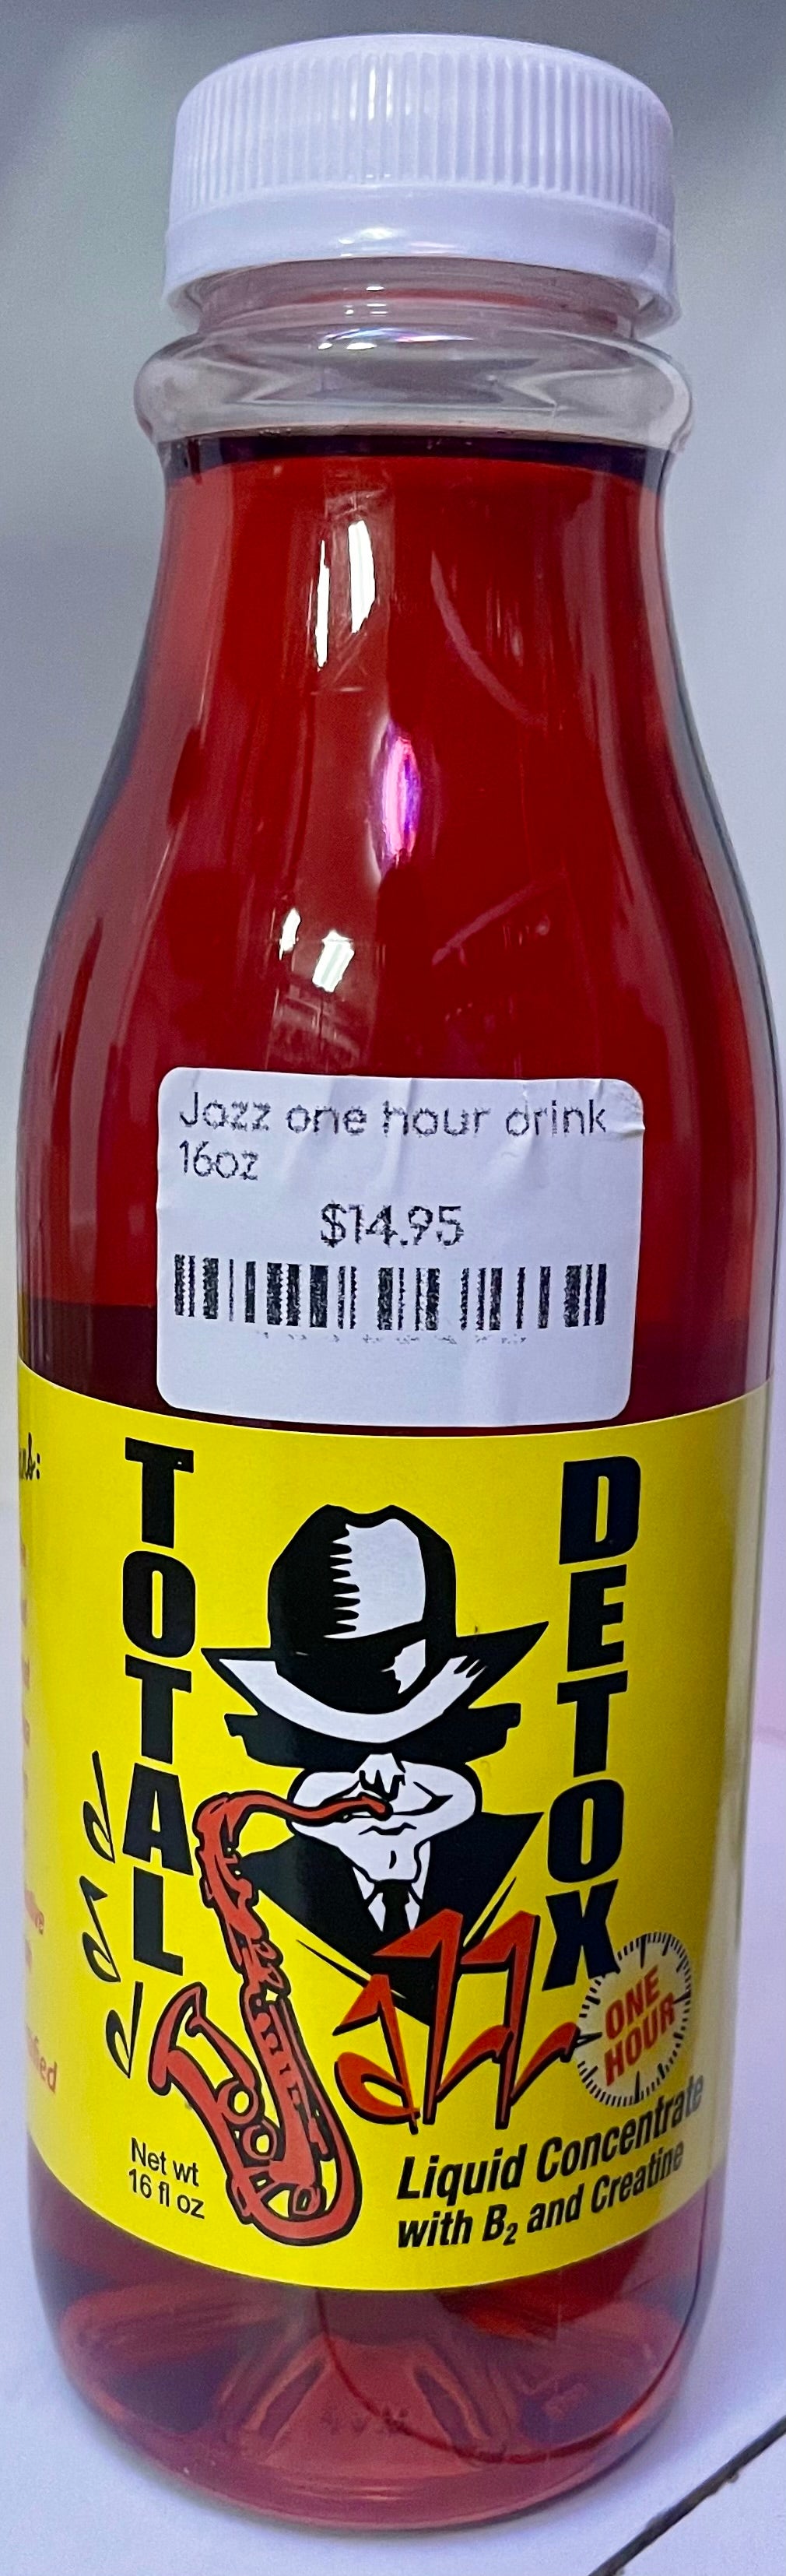 Jazz one hour drink
16oz
$14.95
TOTAL
DETOX
Jazz
ONE
HOUR
Net wt
16 fl oz
Liquid Concentrate
with B₂ and Creatine